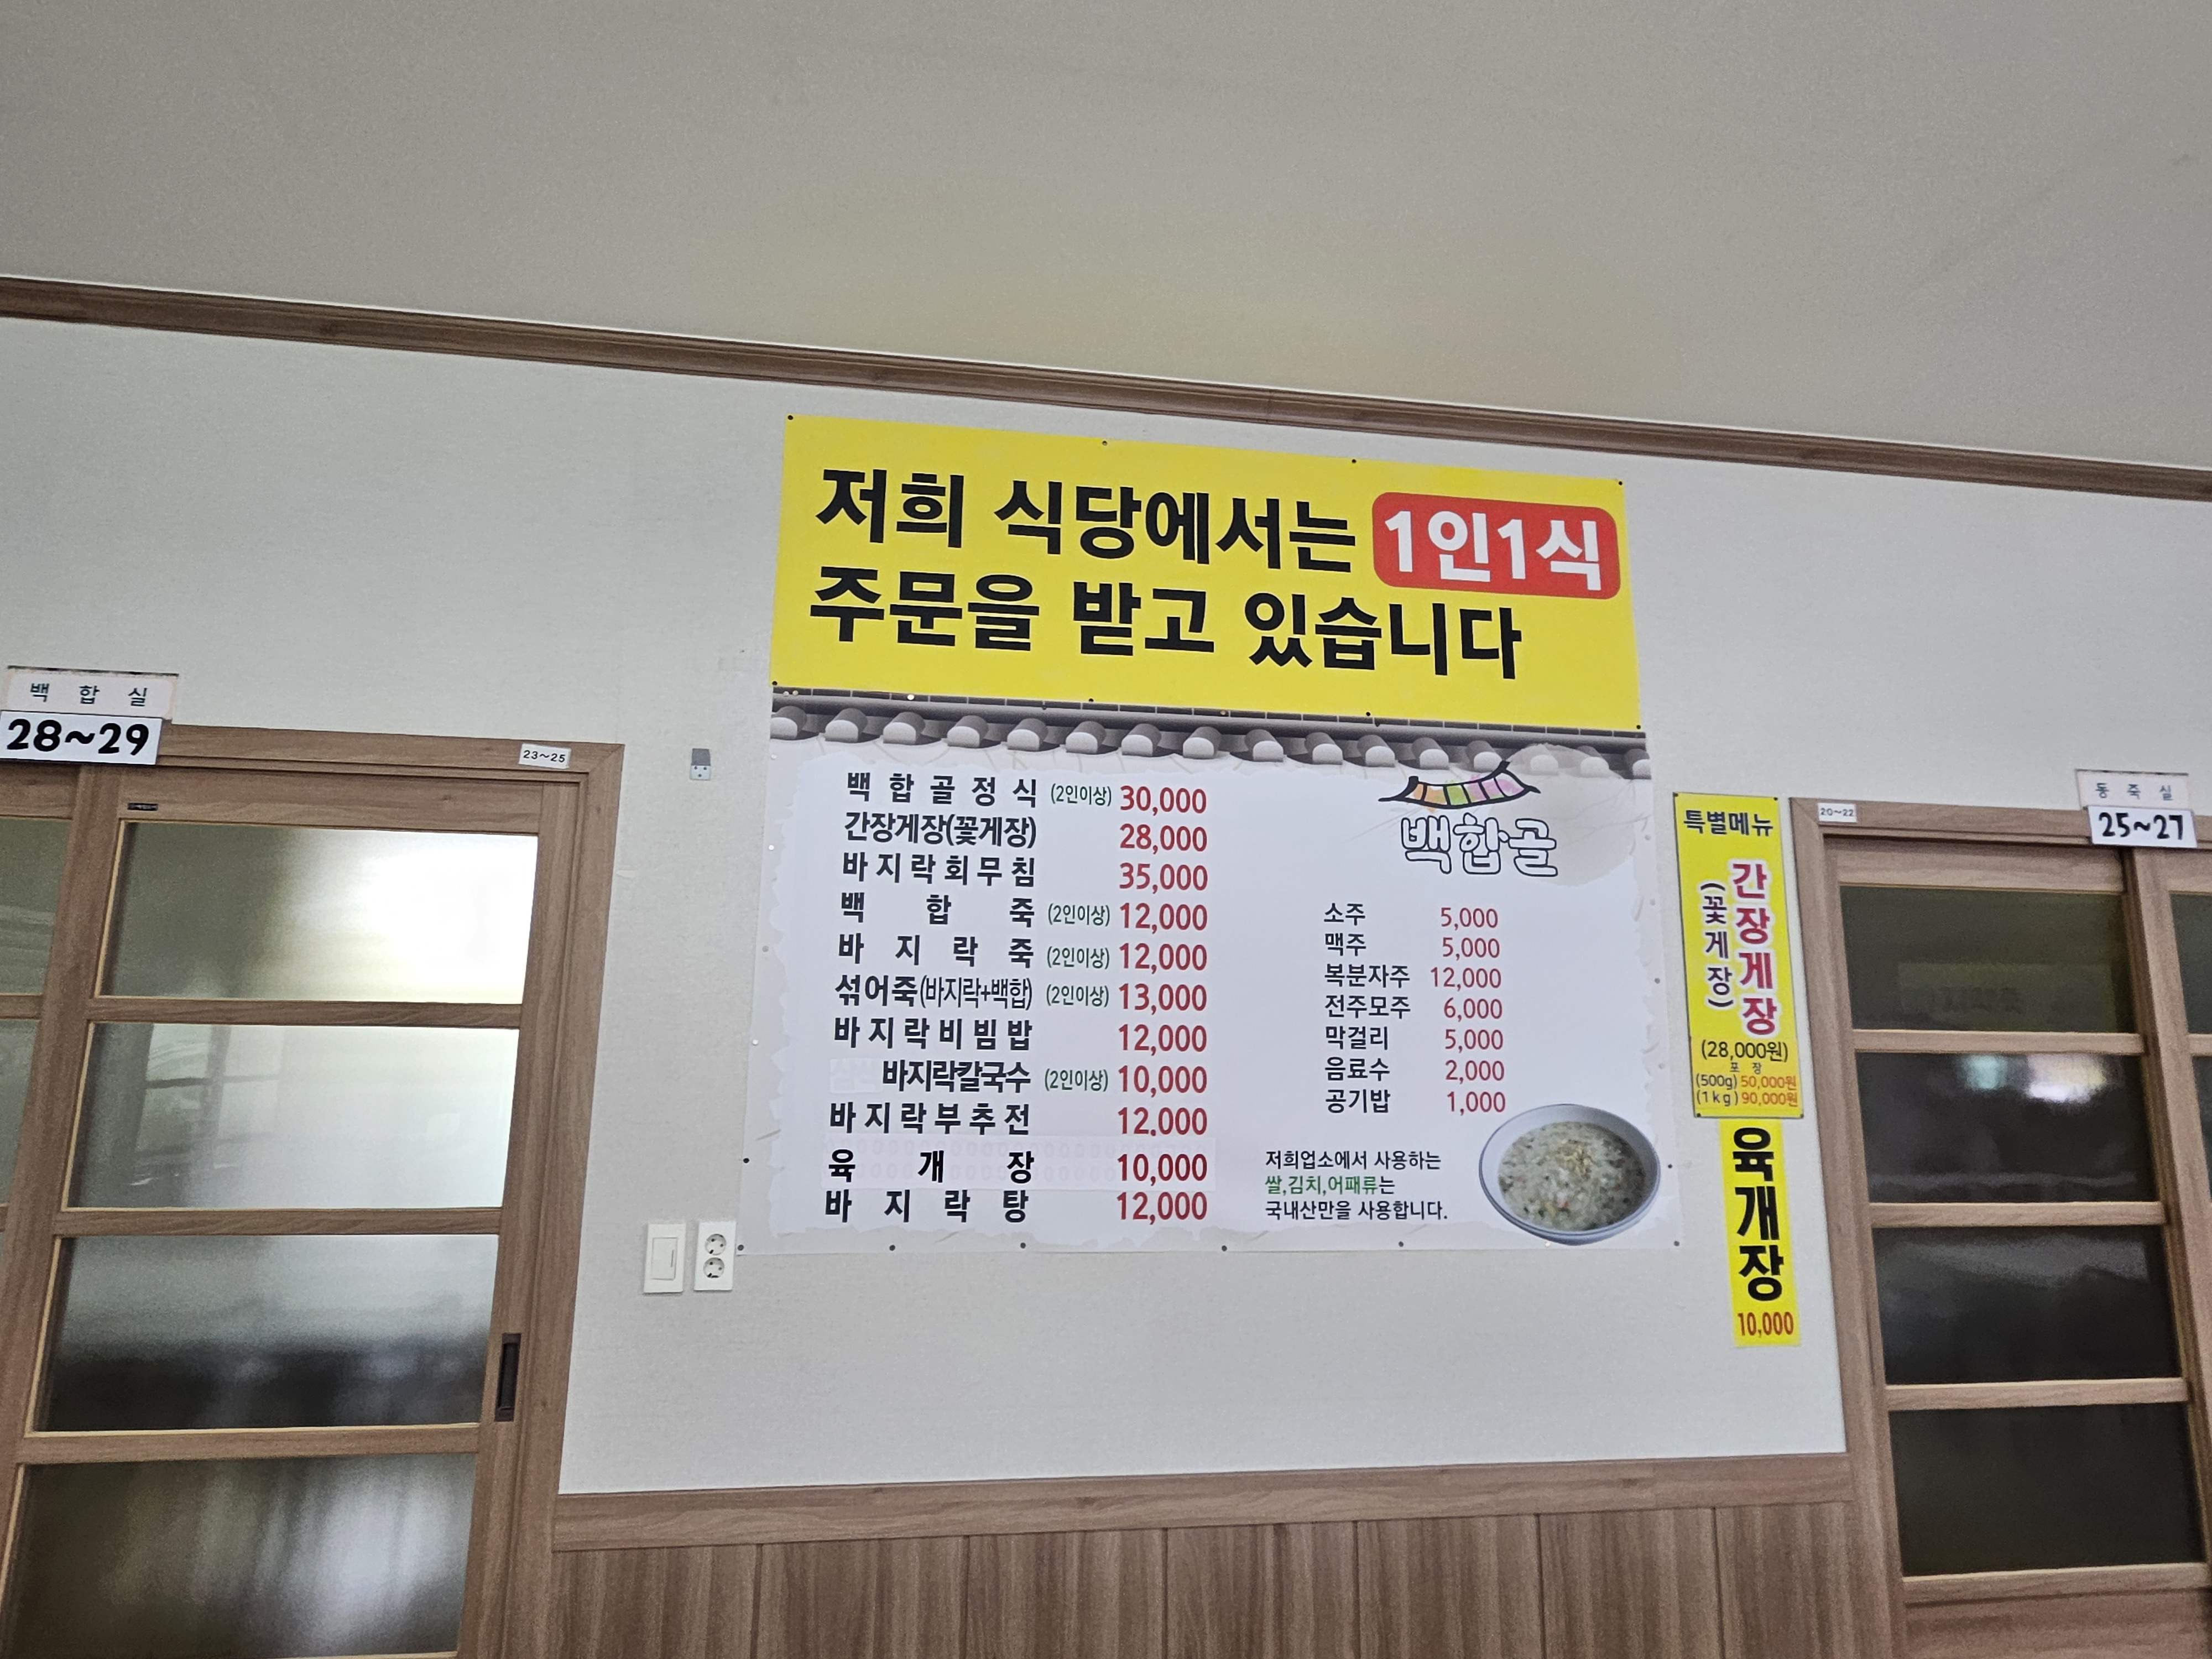 저희 식당에서는 1인1식
주문을 받고 있습니다
백합실
28~29
23~25
백합골정식 (2인이상) 30,000
간장게장(꽃게장) 28,000
바지락회무침 35,000
백합죽 (2인이상) 12,000
바지락죽 (2인이상) 12,000
섞어죽(바지락+백합) (2인이상) 13,000
바지락비빔밥 12,000
바지락칼국수 (2인이상) 10,000
바지락부추전 12,000
육개장 10,000
바지락탕 12,000
백합골
소주 5,000
맥주 5,000
복분자주 12,000
전주모주 6,000
막걸리 5,000
음료수 2,000
공기밥 1,000
저희업소에서 사용하는
쌀,김치,어패류는
국내산만을 사용합니다.
특별메뉴
간장게장
(꽃게장)
(28,000원)
포장
(500g) 50,000원
(1kg) 90,000원
육개장
10,000
20~22
동죽실
25~27